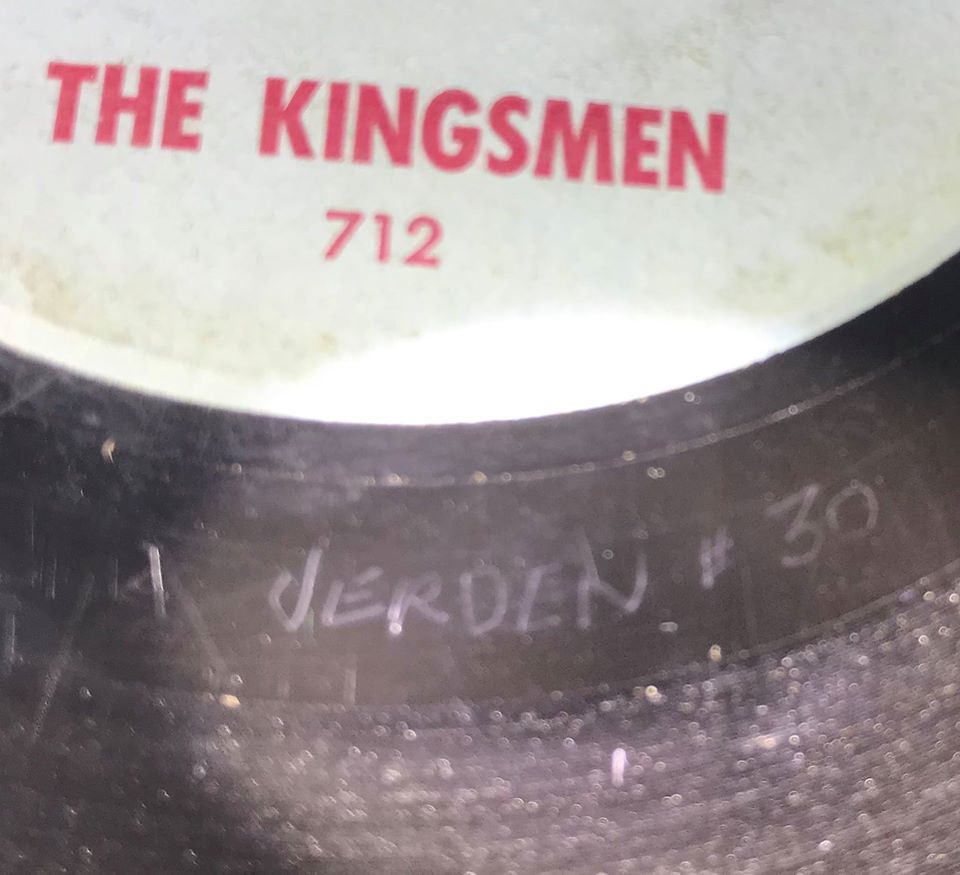 THE KINGSMEN
712
JERDEN # 30